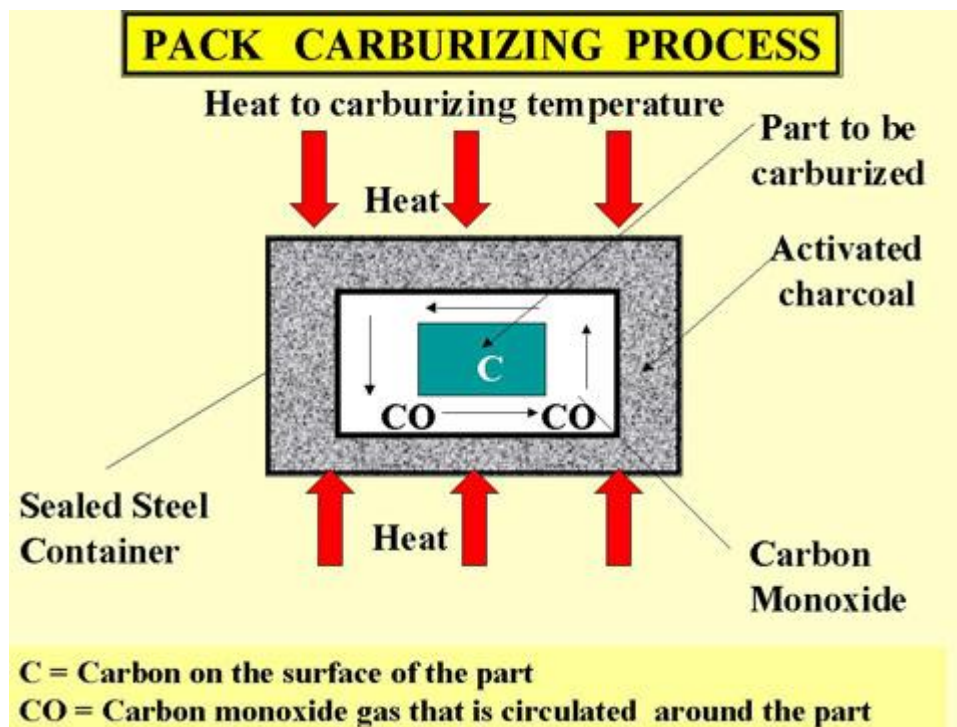 PACK CARBURIZING PROCESS
Heat to carburizing temperature
Part to be
carburized
Heat
Activated
charcoal
C
CO
CO
Sealed Steel
Container
Heat
Carbon
Monoxide
C = Carbon on the surface of the part
CO = Carbon monoxide gas that is circulated around the part